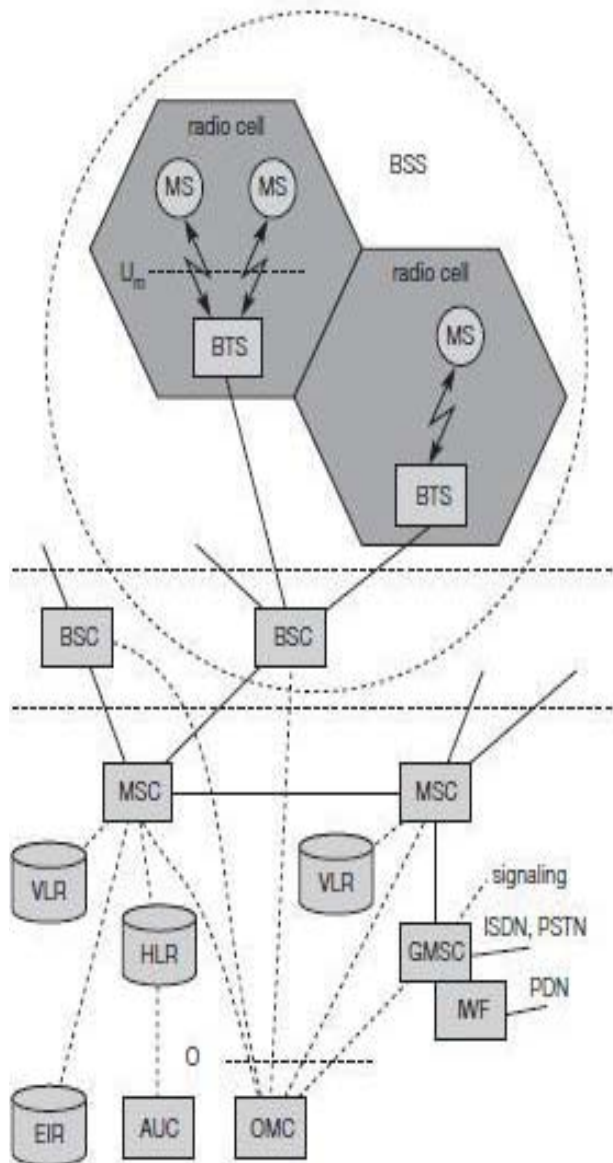 radio cell
MS MS
BSS
U_m
radio cell
BTS
MS
BTS
BSC BSC
MSC MSC
VLR VLR
signaling
HLR
GMSC
ISDN, PSTN
IWF
PDN
O
EIR AUC OMC